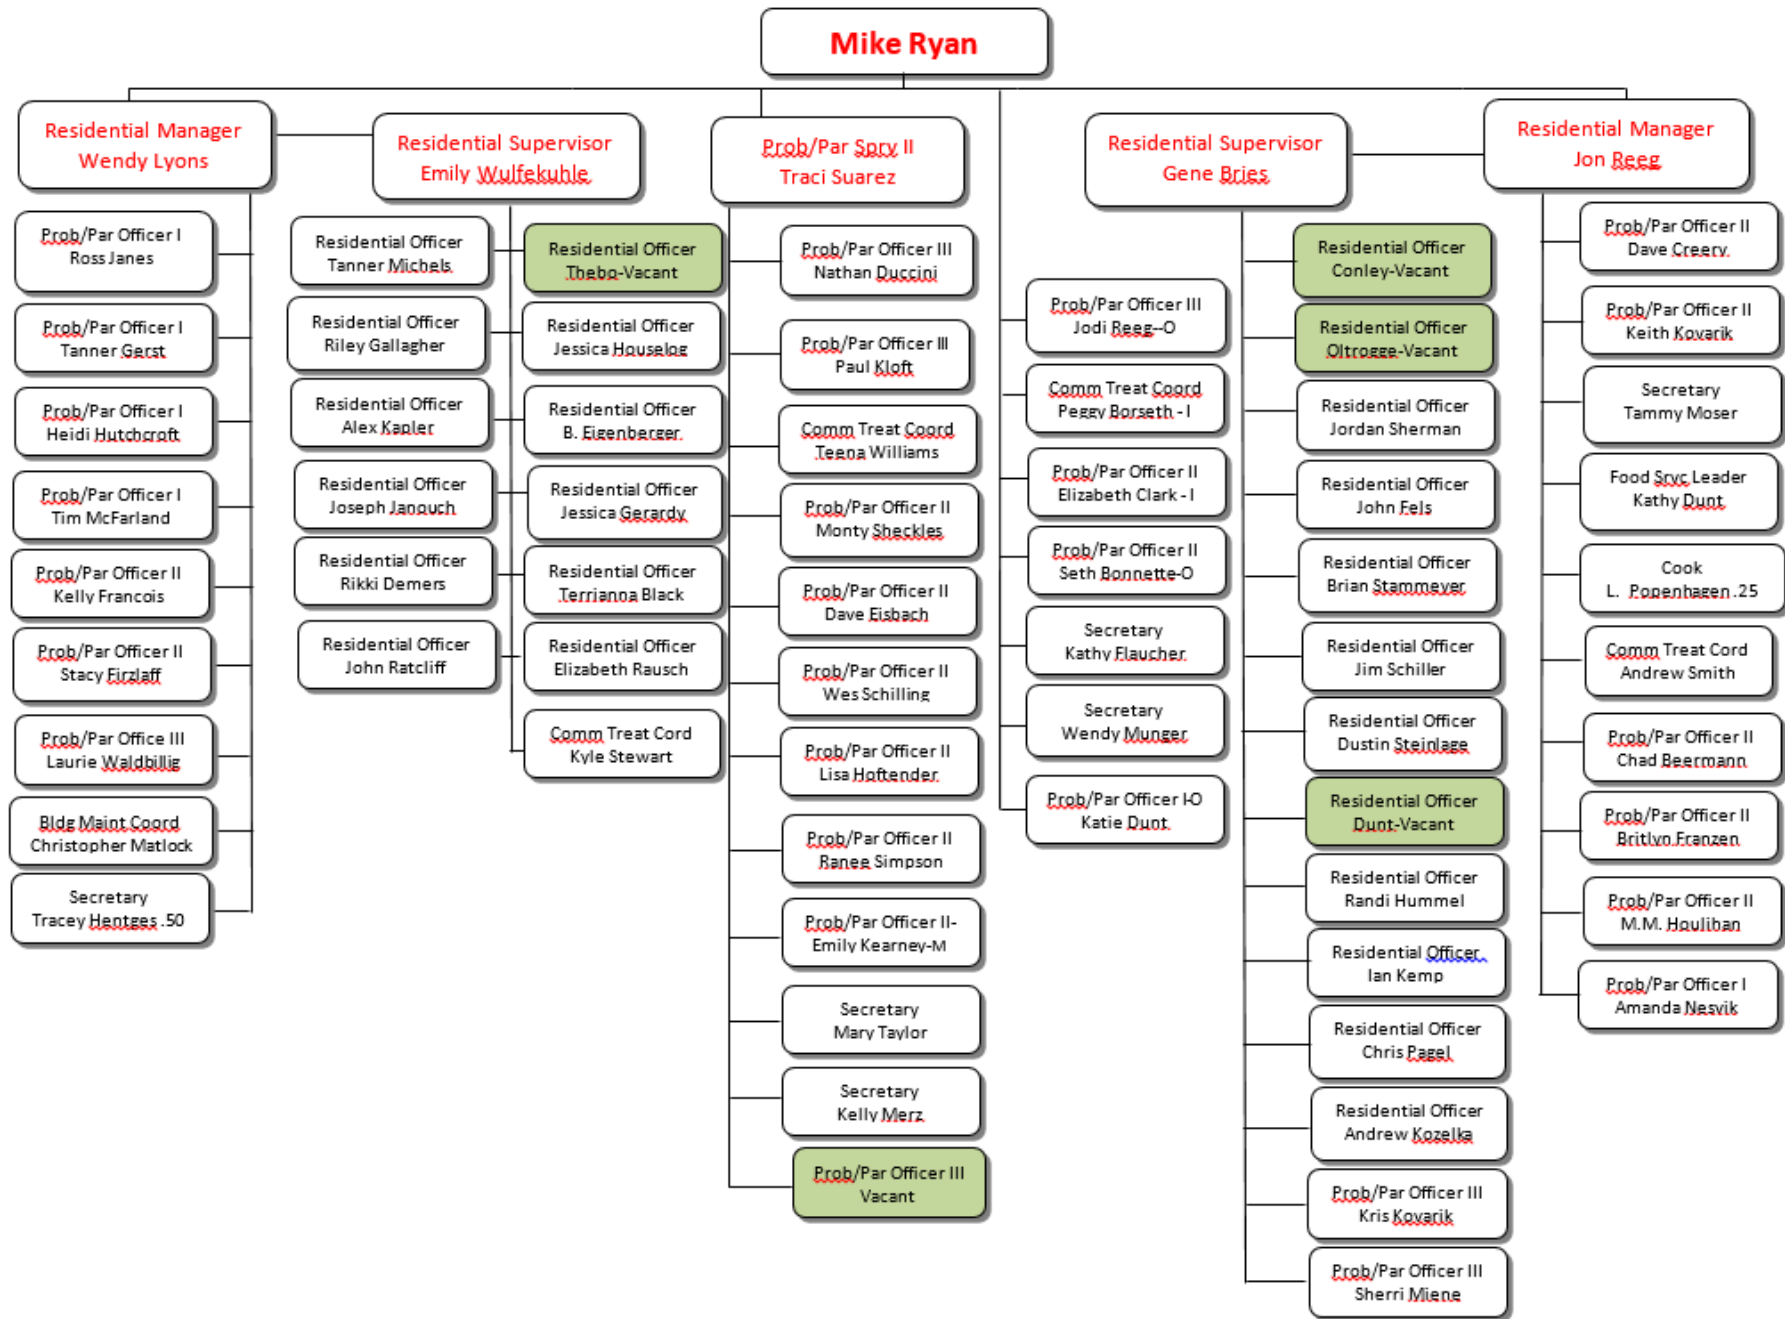 Mike Ryan
Residential Manager
Wendy Lyons
Residential Supervisor
Emily Wulfekuhle
Prob/Par Sprv II
Traci Suarez
Residential Supervisor
Gene Bries
Residential Manager
Jon Reeg
Prob/Par Officer I
Ross Janes
Prob/Par Officer I
Tanner Gerst
Prob/Par Officer I
Heidi Hutchcroft
Prob/Par Officer I
Tim McFarland
Prob/Par Officer II
Kelly Francois
Prob/Par Officer II
Stacy Firzlaff
Prob/Par Office III
Laurie Waldbillig
Bldg Maint Coord
Christopher Matlock
Secretary
Tracey Hentges .50
Residential Officer
Tanner Michels
Residential Officer
Riley Gallagher
Residential Officer
Alex Kapler
Residential Officer
Joseph Janouch
Residential Officer
Rikki Demers
Residential Officer
John Ratcliff
Residential Officer
Thebo-Vacant
Residential Officer
Jessica Houselog
Residential Officer
B. Eigenberger
Residential Officer
Jessica Gerardy
Residential Officer
Terrianna Black
Residential Officer
Elizabeth Rausch
Comm Treat Cord
Kyle Stewart
Prob/Par Officer III
Nathan Duccini
Prob/Par Officer III
Paul Kloft
Comm Treat Coord
Teena Williams
Prob/Par Officer II
Monty Sheckles
Prob/Par Officer II
Dave Eisbach
Prob/Par Officer II
Wes Schilling
Prob/Par Officer II
Lisa Hoftender
Prob/Par Officer II
Ranee Simpson
Prob/Par Officer II-
Emily Kearney-M
Secretary
Mary Taylor
Secretary
Kelly Merz
Prob/Par Officer III
Vacant
Prob/Par Officer III
Jodi Reeg--O
Comm Treat Coord
Peggy Borseth - I
Prob/Par Officer II
Elizabeth Clark - I
Prob/Par Officer II
Seth Bonnette-O
Secretary
Kathy Flaucher
Secretary
Wendy Munger
Prob/Par Officer I-O
Katie Dunt
Residential Officer
Conley-Vacant
Residential Officer
Oltrogge-Vacant
Residential Officer
Jordan Sherman
Residential Officer
John Fels
Residential Officer
Brian Stammeyer
Residential Officer
Jim Schiller
Residential Officer
Dustin Steinlage
Residential Officer
Dunt-Vacant
Residential Officer
Randi Hummel
Residential Officer
Ian Kemp
Residential Officer
Chris Pagel
Residential Officer
Andrew Kozelka
Prob/Par Officer III
Kris Kovarik
Prob/Par Officer III
Sherri Miene
Prob/Par Officer II
Dave Creery
Prob/Par Officer II
Keith Kovarik
Secretary
Tammy Moser
Food Srvc Leader
Kathy Dunt
Cook
L. Popenhagen .25
Comm Treat Cord
Andrew Smith
Prob/Par Officer II
Chad Beermann
Prob/Par Officer II
Britlyn Franzen
Prob/Par Officer II
M.M. Houlihan
Prob/Par Officer I
Amanda Nesvik